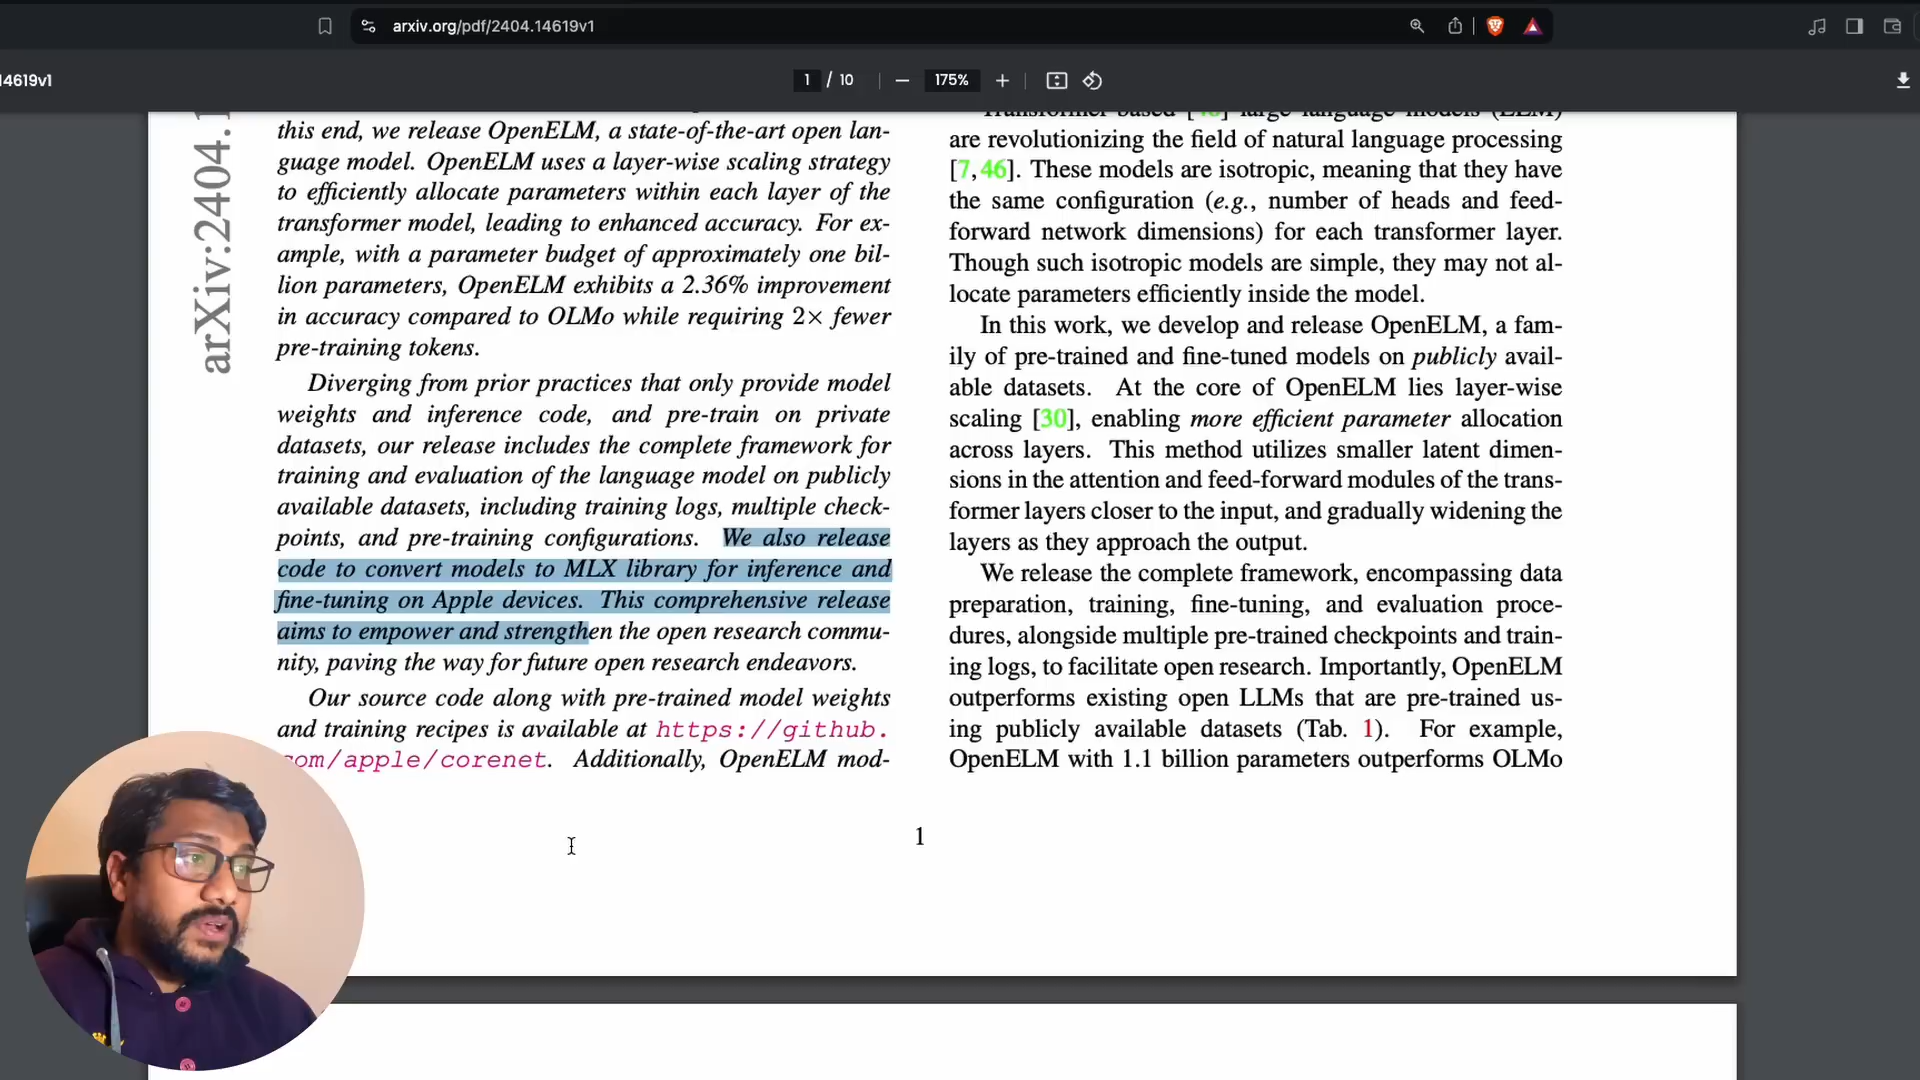 arxiv.org/pdf/2404.14619v1
14619v1
1 / 10
175%
arXiv:2404.1
this end, we release OpenELM, a state-of-the-art open lan-
guage model. OpenELM uses a layer-wise scaling strategy
to efficiently allocate parameters within each layer of the
transformer model, leading to enhanced accuracy. For ex-
ample, with a parameter budget of approximately one bil-
lion parameters, OpenELM exhibits a 2.36% improvement
in accuracy compared to OLMo while requiring 2× fewer
pre-training tokens.
Diverging from prior practices that only provide model
weights and inference code, and pre-train on private
datasets, our release includes the complete framework for
training and evaluation of the language model on publicly
available datasets, including training logs, multiple check-
points, and pre-training configurations. We also release
code to convert models to MLX library for inference and
fine-tuning on Apple devices. This comprehensive release
aims to empower and strengthen the open research commu-
nity, paving the way for future open research endeavors.
Our source code along with pre-trained model weights
and training recipes is available at https://github.
com/apple/corenet. Additionally, OpenELM mod-
Transformer-based [48] large language models (LLM)
are revolutionizing the field of natural language processing
[7,46]. These models are isotropic, meaning that they have
the same configuration (e.g., number of heads and feed-
forward network dimensions) for each transformer layer.
Though such isotropic models are simple, they may not al-
locate parameters efficiently inside the model.
In this work, we develop and release OpenELM, a fam-
ily of pre-trained and fine-tuned models on publicly avail-
able datasets. At the core of OpenELM lies layer-wise
scaling [30], enabling more efficient parameter allocation
across layers. This method utilizes smaller latent dimen-
sions in the attention and feed-forward modules of the trans-
former layers closer to the input, and gradually widening the
layers as they approach the output.
We release the complete framework, encompassing data
preparation, training, fine-tuning, and evaluation proce-
dures, alongside multiple pre-trained checkpoints and train-
ing logs, to facilitate open research. Importantly, OpenELM
outperforms existing open LLMs that are pre-trained us-
ing publicly available datasets (Tab. 1). For example,
OpenELM with 1.1 billion parameters outperforms OLMo
1